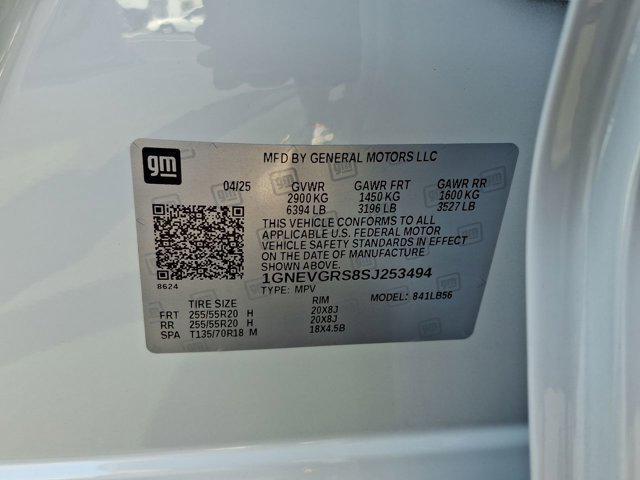 gm
MFD BY GENERAL MOTORS LLC
04/25 GVWR GAWR FRT GAWR RR
2900 KG 1450 KG 1600 KG
6394 LB 3196 LB 3527 LB
THIS VEHICLE CONFORMS TO ALL
APPLICABLE U.S. FEDERAL MOTOR
VEHICLE SAFETY STANDARDS IN EFFECT
ON THE DATE OF MANUFACTURE SHOWN ABOVE.
8624
1GNEVGRS8SJ253494
TYPE: MPV MODEL: 841LB56
TIRE SIZE RIM
FRT 255/55R20 H 20X8J
RR 255/55R20 H 20X8J
SPA T135/70R18 M 18X4.5B